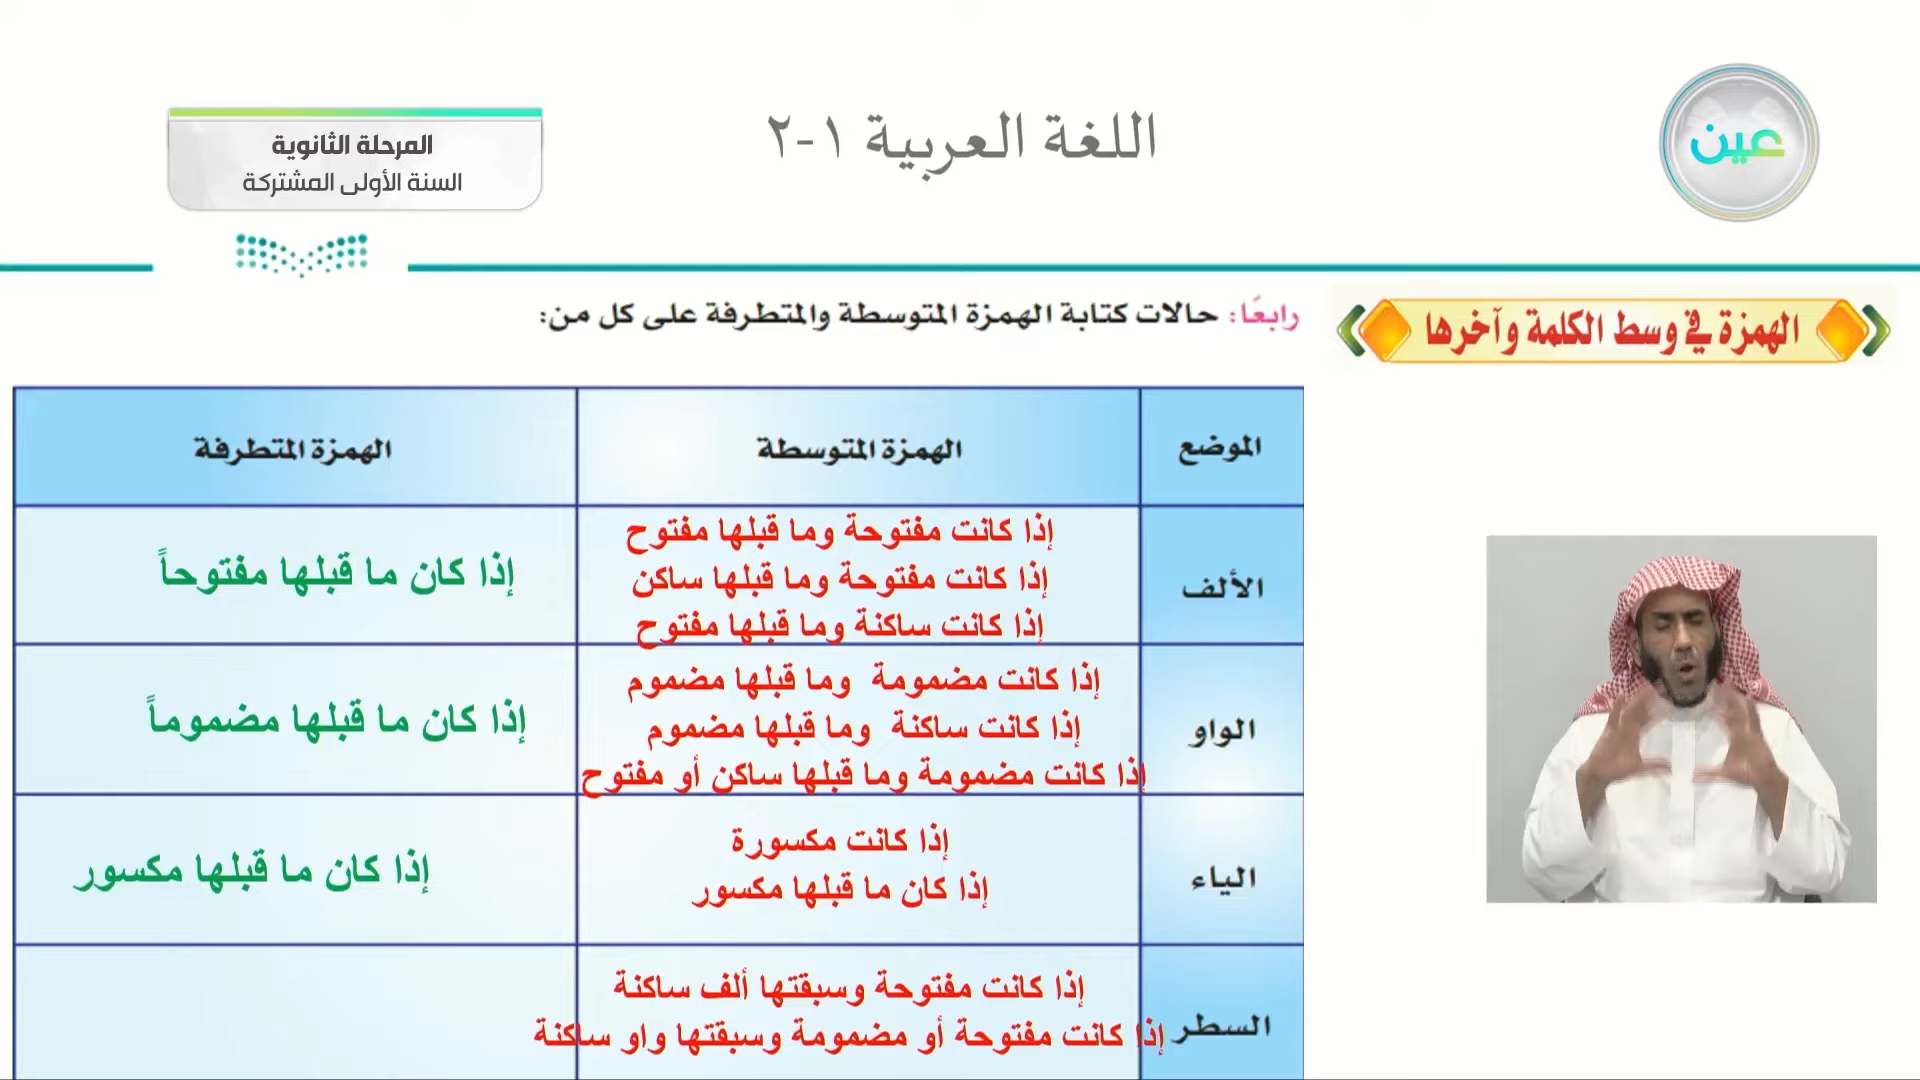 عين
اللغة العربية ١-٢
المرحلة الثانوية
السنة الأولى المشتركة
الهمزة في وسط الكلمة وآخرها
رابعًا: حالات كتابة الهمزة المتوسطة والمتطرفة على كل من:
الموضع
الهمزة المتوسطة
الهمزة المتطرفة
الألف
إذا كانت مفتوحة وما قبلها مفتوح
إذا كانت مفتوحة وما قبلها ساكن
إذا كانت ساكنة وما قبلها مفتوح
إذا كان ما قبلها مفتوحاً
الواو
إذا كانت مضمومة وما قبلها مضموم
إذا كانت ساكنة وما قبلها مضموم
إذا كانت مضمومة وما قبلها ساكن أو مفتوح
إذا كان ما قبلها مضموماً
الياء
إذا كانت مكسورة
إذا كان ما قبلها مكسور
إذا كان ما قبلها مكسور
السطر
إذا كانت مفتوحة وسبقتها ألف ساكنة
إذا كانت مفتوحة أو مضمومة وسبقتها واو ساكنة